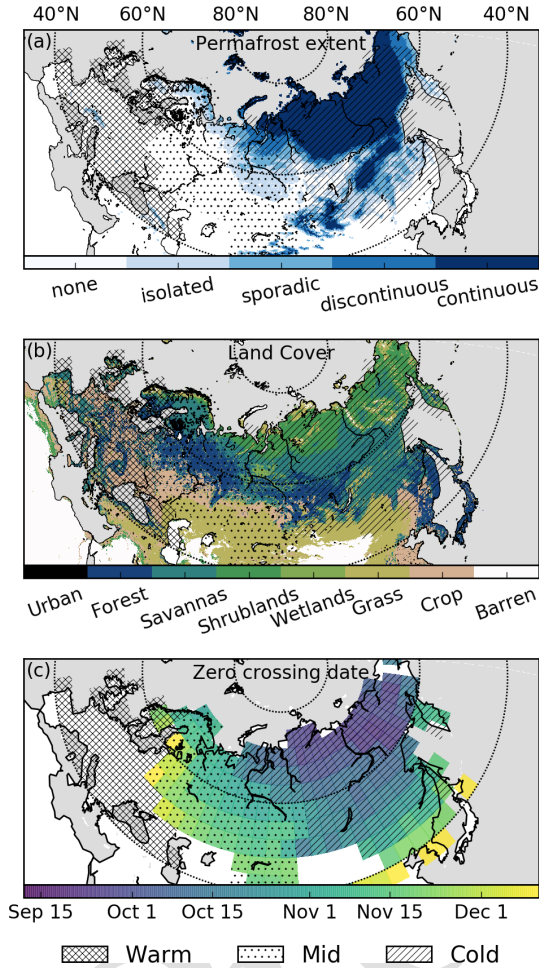 40°N 60°N 80°N 80°N 60°N 40°N
(a) Permafrost extent
none isolated sporadic discontinuous continuous
(b) Land Cover
Urban Forest Savannas Shrublands Wetlands Grass Crop Barren
(c) Zero crossing date
Sep 15 Oct 1 Oct 15 Nov 1 Nov 15 Dec 1
Warm Mid Cold